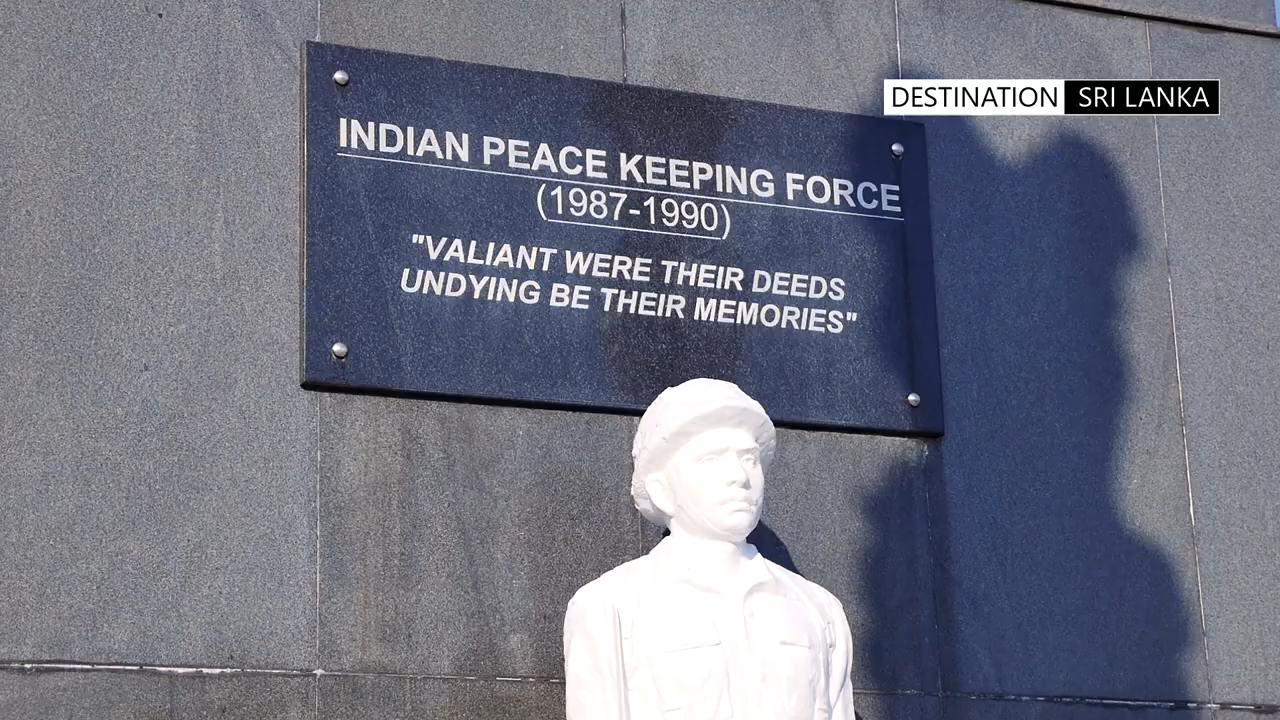 DESTINATION SRI LANKA
INDIAN PEACE KEEPING FORCE
(1987-1990)
"VALIANT WERE THEIR DEEDS
UNDYING BE THEIR MEMORIES"